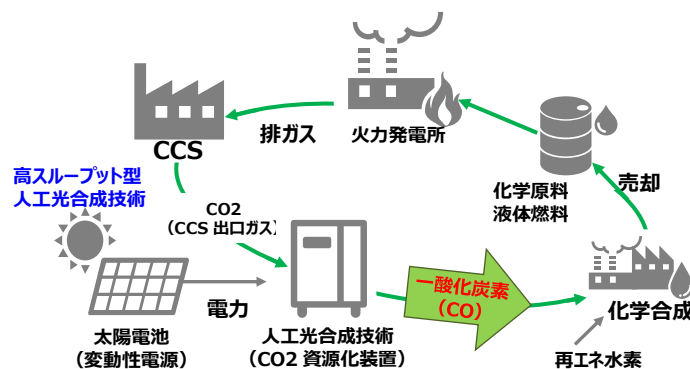 火力発電所
排ガス
CCS
化学原料
液体燃料
売却
高スループット型
人工光合成技術
CO2
（CCS 出口ガス）
電力
一酸化炭素
（CO）
化学合成
太陽電池
（変動性電源）
人工光合成技術
（CO2 資源化装置）
再エネ水素